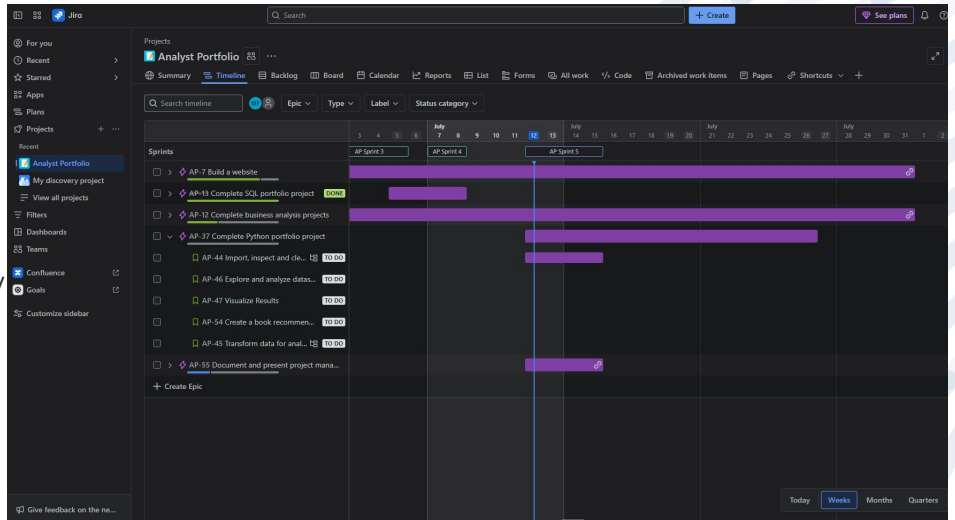 Jira
Search
+ Create
See plans
For you
Recent
Starred
Apps
Plans
Projects
Recent
Analyst Portfolio
My discovery project
View all projects
Filters
Dashboards
Teams
Confluence
Goals
Customize sidebar
Give feedback on the ne...
Projects
Analyst Portfolio
Summary Timeline Backlog Board Calendar Reports List Forms All work Code Archived work items Pages Shortcuts
Search timeline
Epic Type Label Status category
July July July July
3 4 5 6 7 8 9 10 11 12 13 14 15 16 17 18 19 20 21 22 23 24 25 26 27 28 29 30 31 1 2
Sprints AP Sprint 3 AP Sprint 4 AP Sprint 5
AP-7 Build a website
AP-13 Complete SQL portfolio project DONE
AP-12 Complete business analysis projects
AP-37 Complete Python portfolio project
AP-44 Import, inspect and cle... TO DO
AP-46 Explore and analyze datas... TO DO
AP-47 Visualize Results TO DO
AP-54 Create a book recommen... TO DO
AP-45 Transform data for anal... TO DO
AP-55 Document and present project mana...
+ Create Epic
Today Weeks Months Quarters